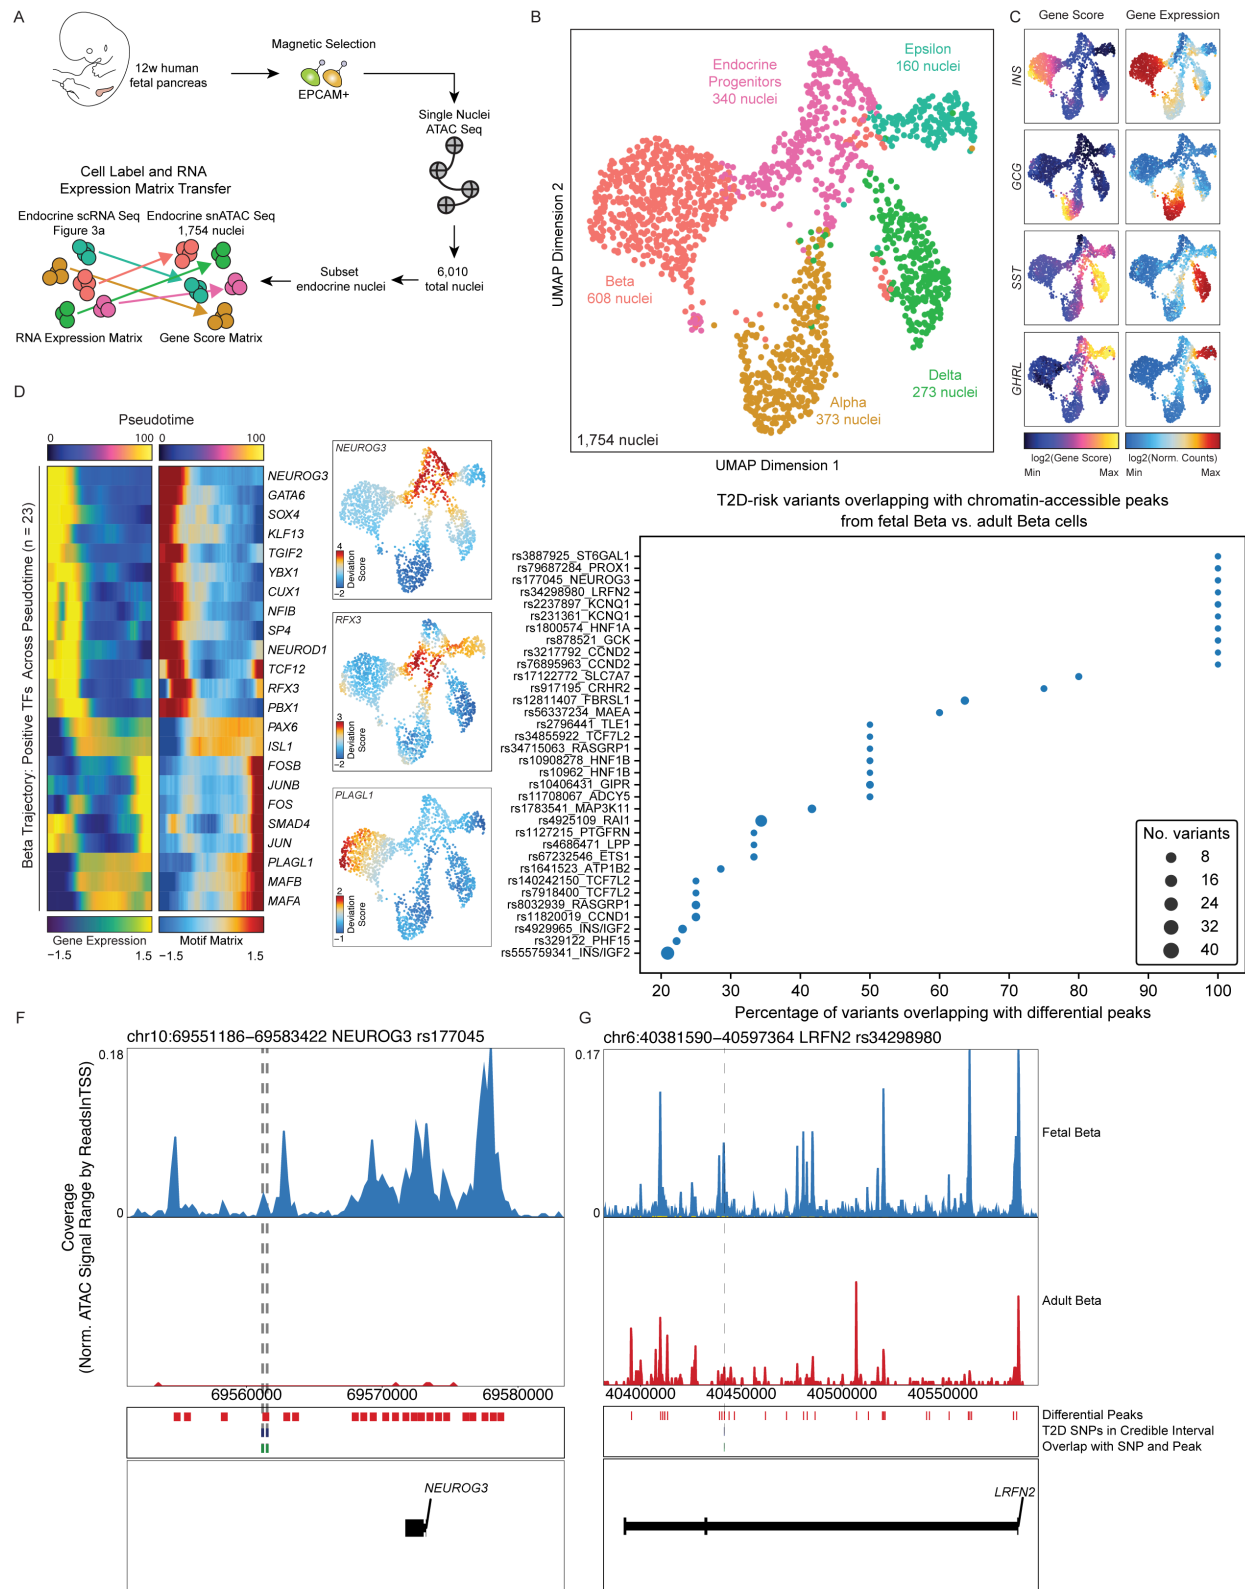 A
12w human
fetal pancreas
Magnetic Selection
EPCAM+
Single Nuclei
ATAC Seq
6,010
total nuclei
Subset
endocrine nuclei
Cell Label and RNA
Expression Matrix Transfer
Endocrine scRNA Seq
Figure 3a
Endocrine snATAC Seq
1,754 nuclei
RNA Expression Matrix
Gene Score Matrix
B
UMAP Dimension 2
Endocrine
Progenitors
340 nuclei
Epsilon
160 nuclei
Beta
608 nuclei
Delta
273 nuclei
Alpha
373 nuclei
1,754 nuclei
UMAP Dimension 1
C
Gene Score
Gene Expression
INS
GCG
SST
GHRL
log2(Gene Score)
Min
Max
log2(Norm. Counts)
Min
Max
D
Pseudotime
0
100
0
100
Beta Trajectory: Positive TFs Across Pseudotime (n = 23)
NEUROG3
GATA6
SOX4
KLF13
TGIF2
YBX1
CUX1
NFIB
SP4
NEUROD1
TCF12
RFX3
PBX1
PAX6
ISL1
FOSB
JUNB
FOS
SMAD4
JUN
PLAGL1
MAFB
MAFA
Gene Expression
−1.5
1.5
Motif Matrix
−1.5
1.5
NEUROG3
4
Deviation
Score
−2
RFX3
3
Deviation
Score
−2
PLAGL1
2
Deviation
Score
−1
T2D-risk variants overlapping with chromatin-accessible peaks
from fetal Beta vs. adult Beta cells
rs3887925_ST6GAL1
rs79687284_PROX1
rs177045_NEUROG3
rs34298980_LRFN2
rs2237897_KCNQ1
rs231361_KCNQ1
rs1800574_HNF1A
rs878521_GCK
rs3217792_CCND2
rs76895963_CCND2
rs17122772_SLC7A7
rs917195_CRHR2
rs12811407_FBRSL1
rs56337234_MAEA
rs2796441_TLE1
rs34855922_TCF7L2
rs34715063_RASGRP1
rs10908278_HNF1B
rs10962_HNF1B
rs10406431_GIPR
rs11708067_ADCY5
rs1783541_MAP3K11
rs4925109_RAI1
rs1127215_PTGFRN
rs4686471_LPP
rs67232546_ETS1
rs1641523_ATP1B2
rs140242150_TCF7L2
rs7918400_TCF7L2
rs8032939_RASGRP1
rs11820019_CCND1
rs4929965_INS/IGF2
rs329122_PHF15
rs555759341_INS/IGF2
No. variants
8
16
24
32
40
20
30
40
50
60
70
80
90
100
Percentage of variants overlapping with differential peaks
F
chr10:69551186−69583422 NEUROG3 rs177045
Coverage
(Norm. ATAC Signal Range by ReadsInTSS)
0.18
0
69560000
69570000
69580000
NEUROG3
G
chr6:40381590−40597364 LRFN2 rs34298980
0.17
0
Fetal Beta
Adult Beta
40400000
40450000
40500000
40550000
Differential Peaks
T2D SNPs in Credible Interval
Overlap with SNP and Peak
LRFN2